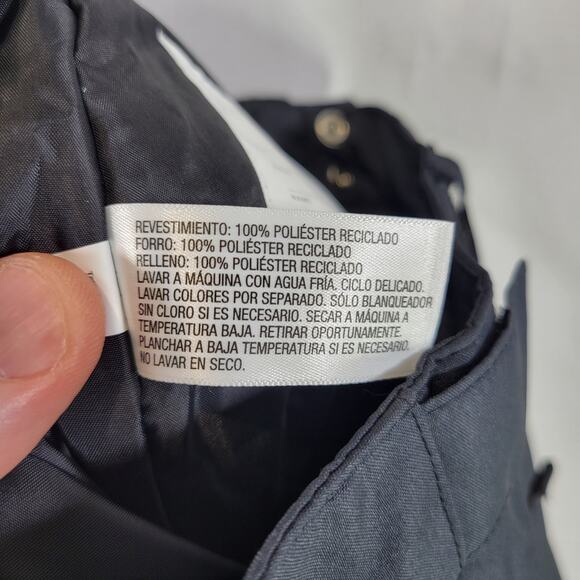 REVESTIMIENTO: 100% POLIÉSTER RECICLADO
FORRO: 100% POLIÉSTER RECICLADO
RELLENO: 100% POLIÉSTER RECICLADO
LAVAR A MÁQUINA CON AGUA FRÍA. CICLO DELICADO.
LAVAR COLORES POR SEPARADO. SÓLO BLANQUEADOR
SIN CLORO SI ES NECESARIO. SECAR A MÁQUINA A
TEMPERATURA BAJA. RETIRAR OPORTUNAMENTE.
PLANCHAR A BAJA TEMPERATURA SI ES NECESARIO.
NO LAVAR EN SECO.